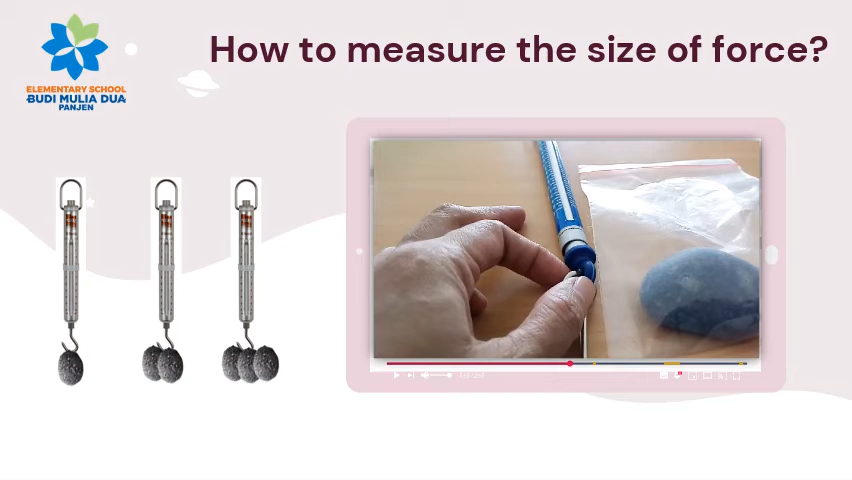 How to measure the size of force?
ELEMENTARY SCHOOL
BUDI MULIA DUA
PANJEN